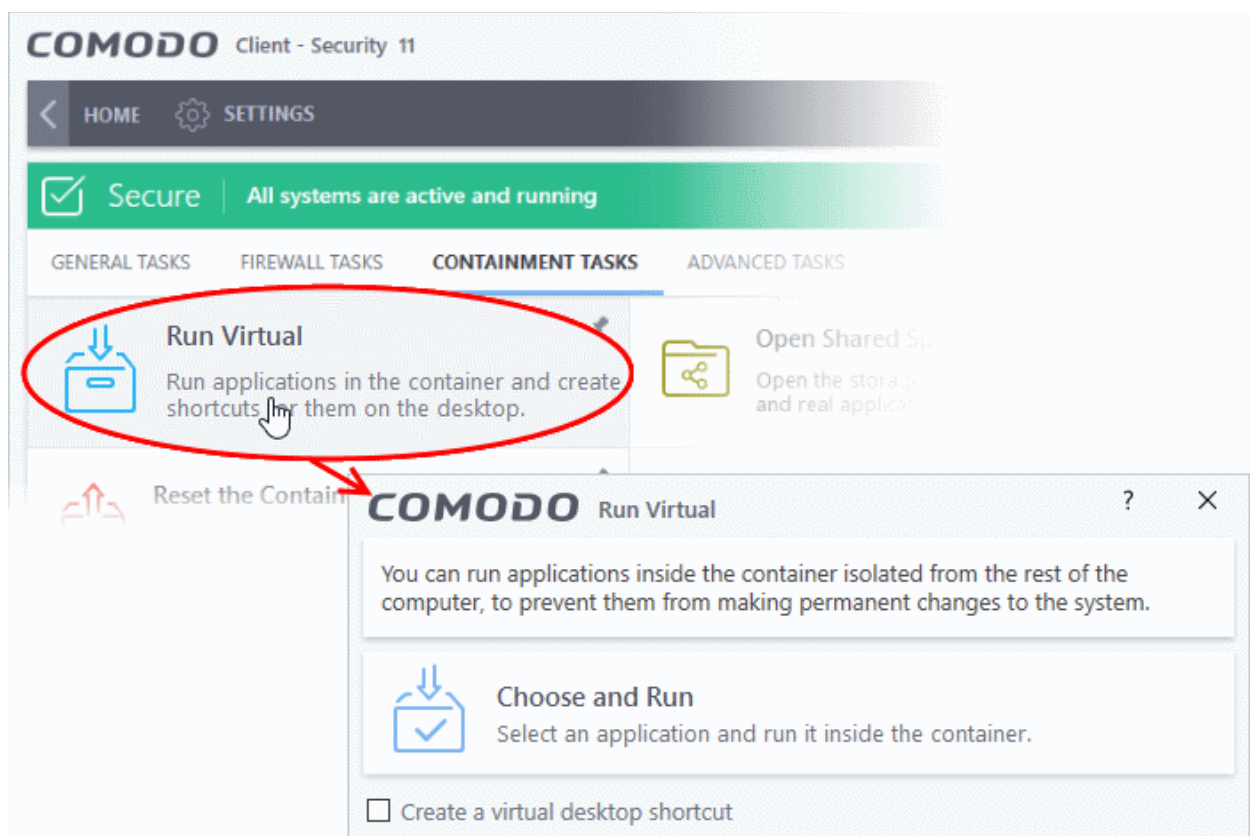 COMODO Client - Security 11
HOME SETTINGS
Secure All systems are active and running
GENERAL TASKS FIREWALL TASKS CONTAINMENT TASKS ADVANCED TASKS
Run Virtual
Run applications in the container and create
shortcuts for them on the desktop.
Open Shared
Open the
and real
Reset the
COMODO Run Virtual ?
You can run applications inside the container isolated from the rest of the
computer, to prevent them from making permanent changes to the system.
Choose and Run
Select an application and run it inside the container.
Create a virtual desktop shortcut